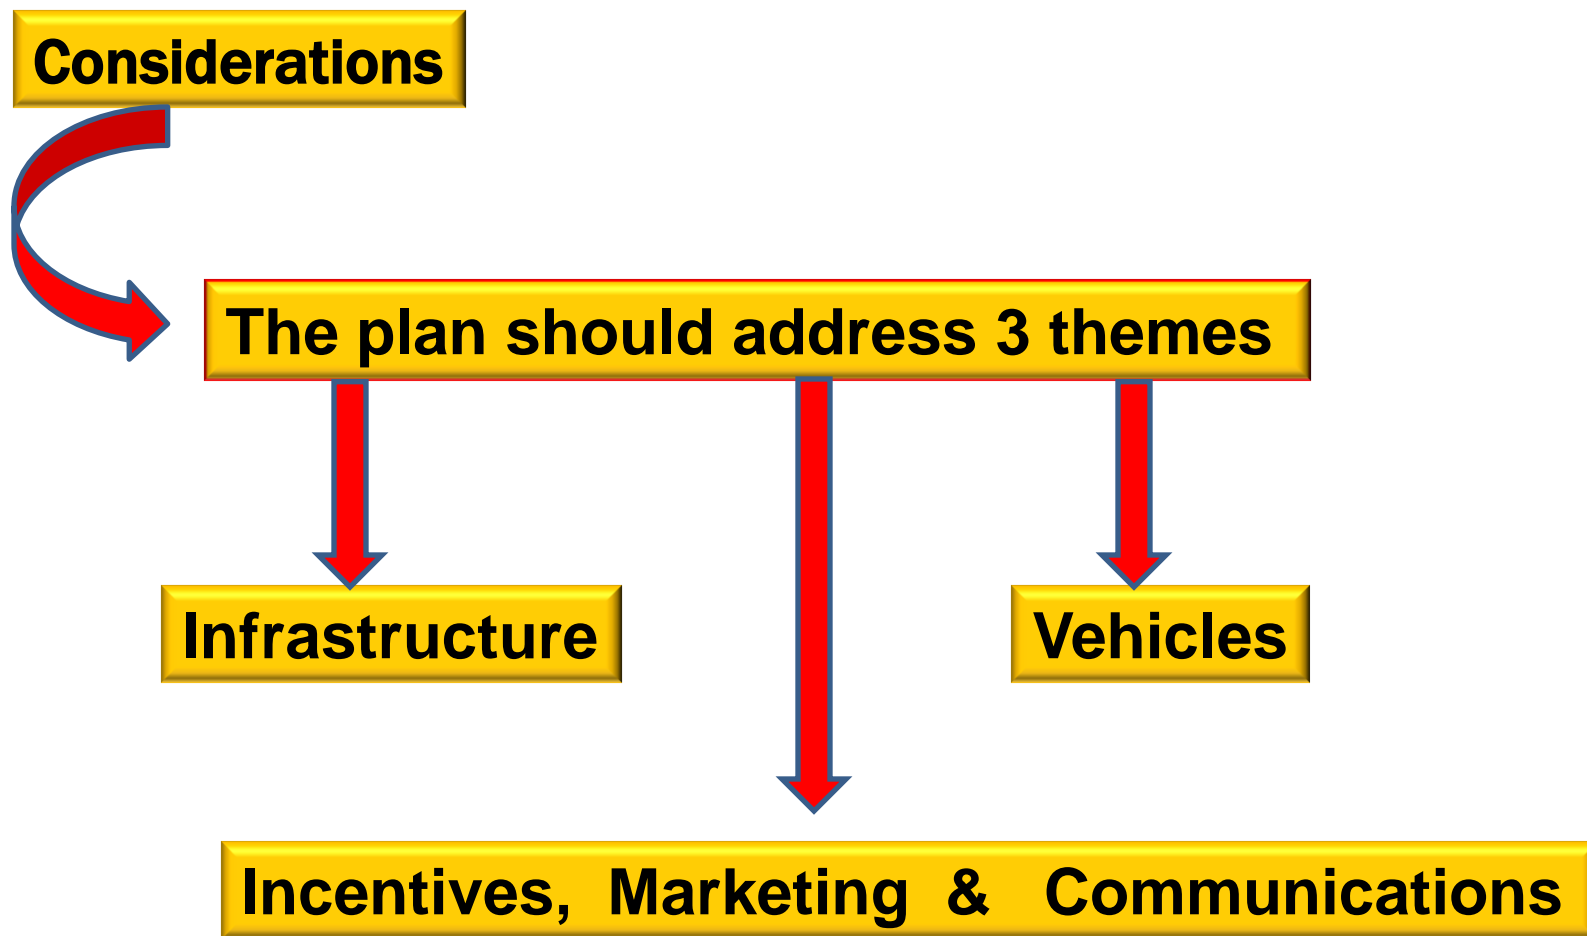 Considerations
The plan should address 3 themes
Infrastructure
Vehicles
Incentives, Marketing & Communications